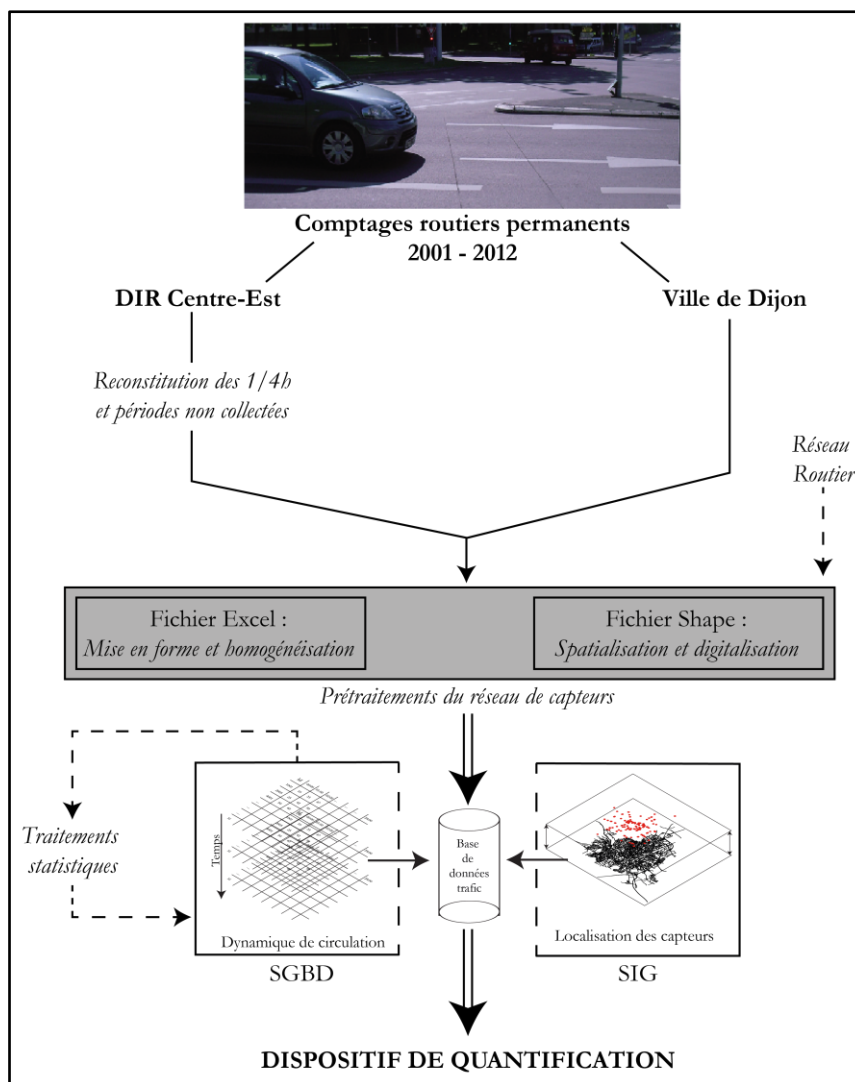 Comptages routiers permanents
2001 - 2012
DIR Centre-Est
Ville de Dijon
Reconstitution des 1/4h
et périodes non collectées
Réseau
Routier
Fichier Excel :
Mise en forme et homogénéisation
Fichier Shape :
Spatialisation et digitalisation
Prétraitements du réseau de capteurs
Traitements
statistiques
Temps
Dynamique de circulation
SGBD
Base
de
données
trafic
Localisation des capteurs
SIG
DISPOSITIF DE QUANTIFICATION